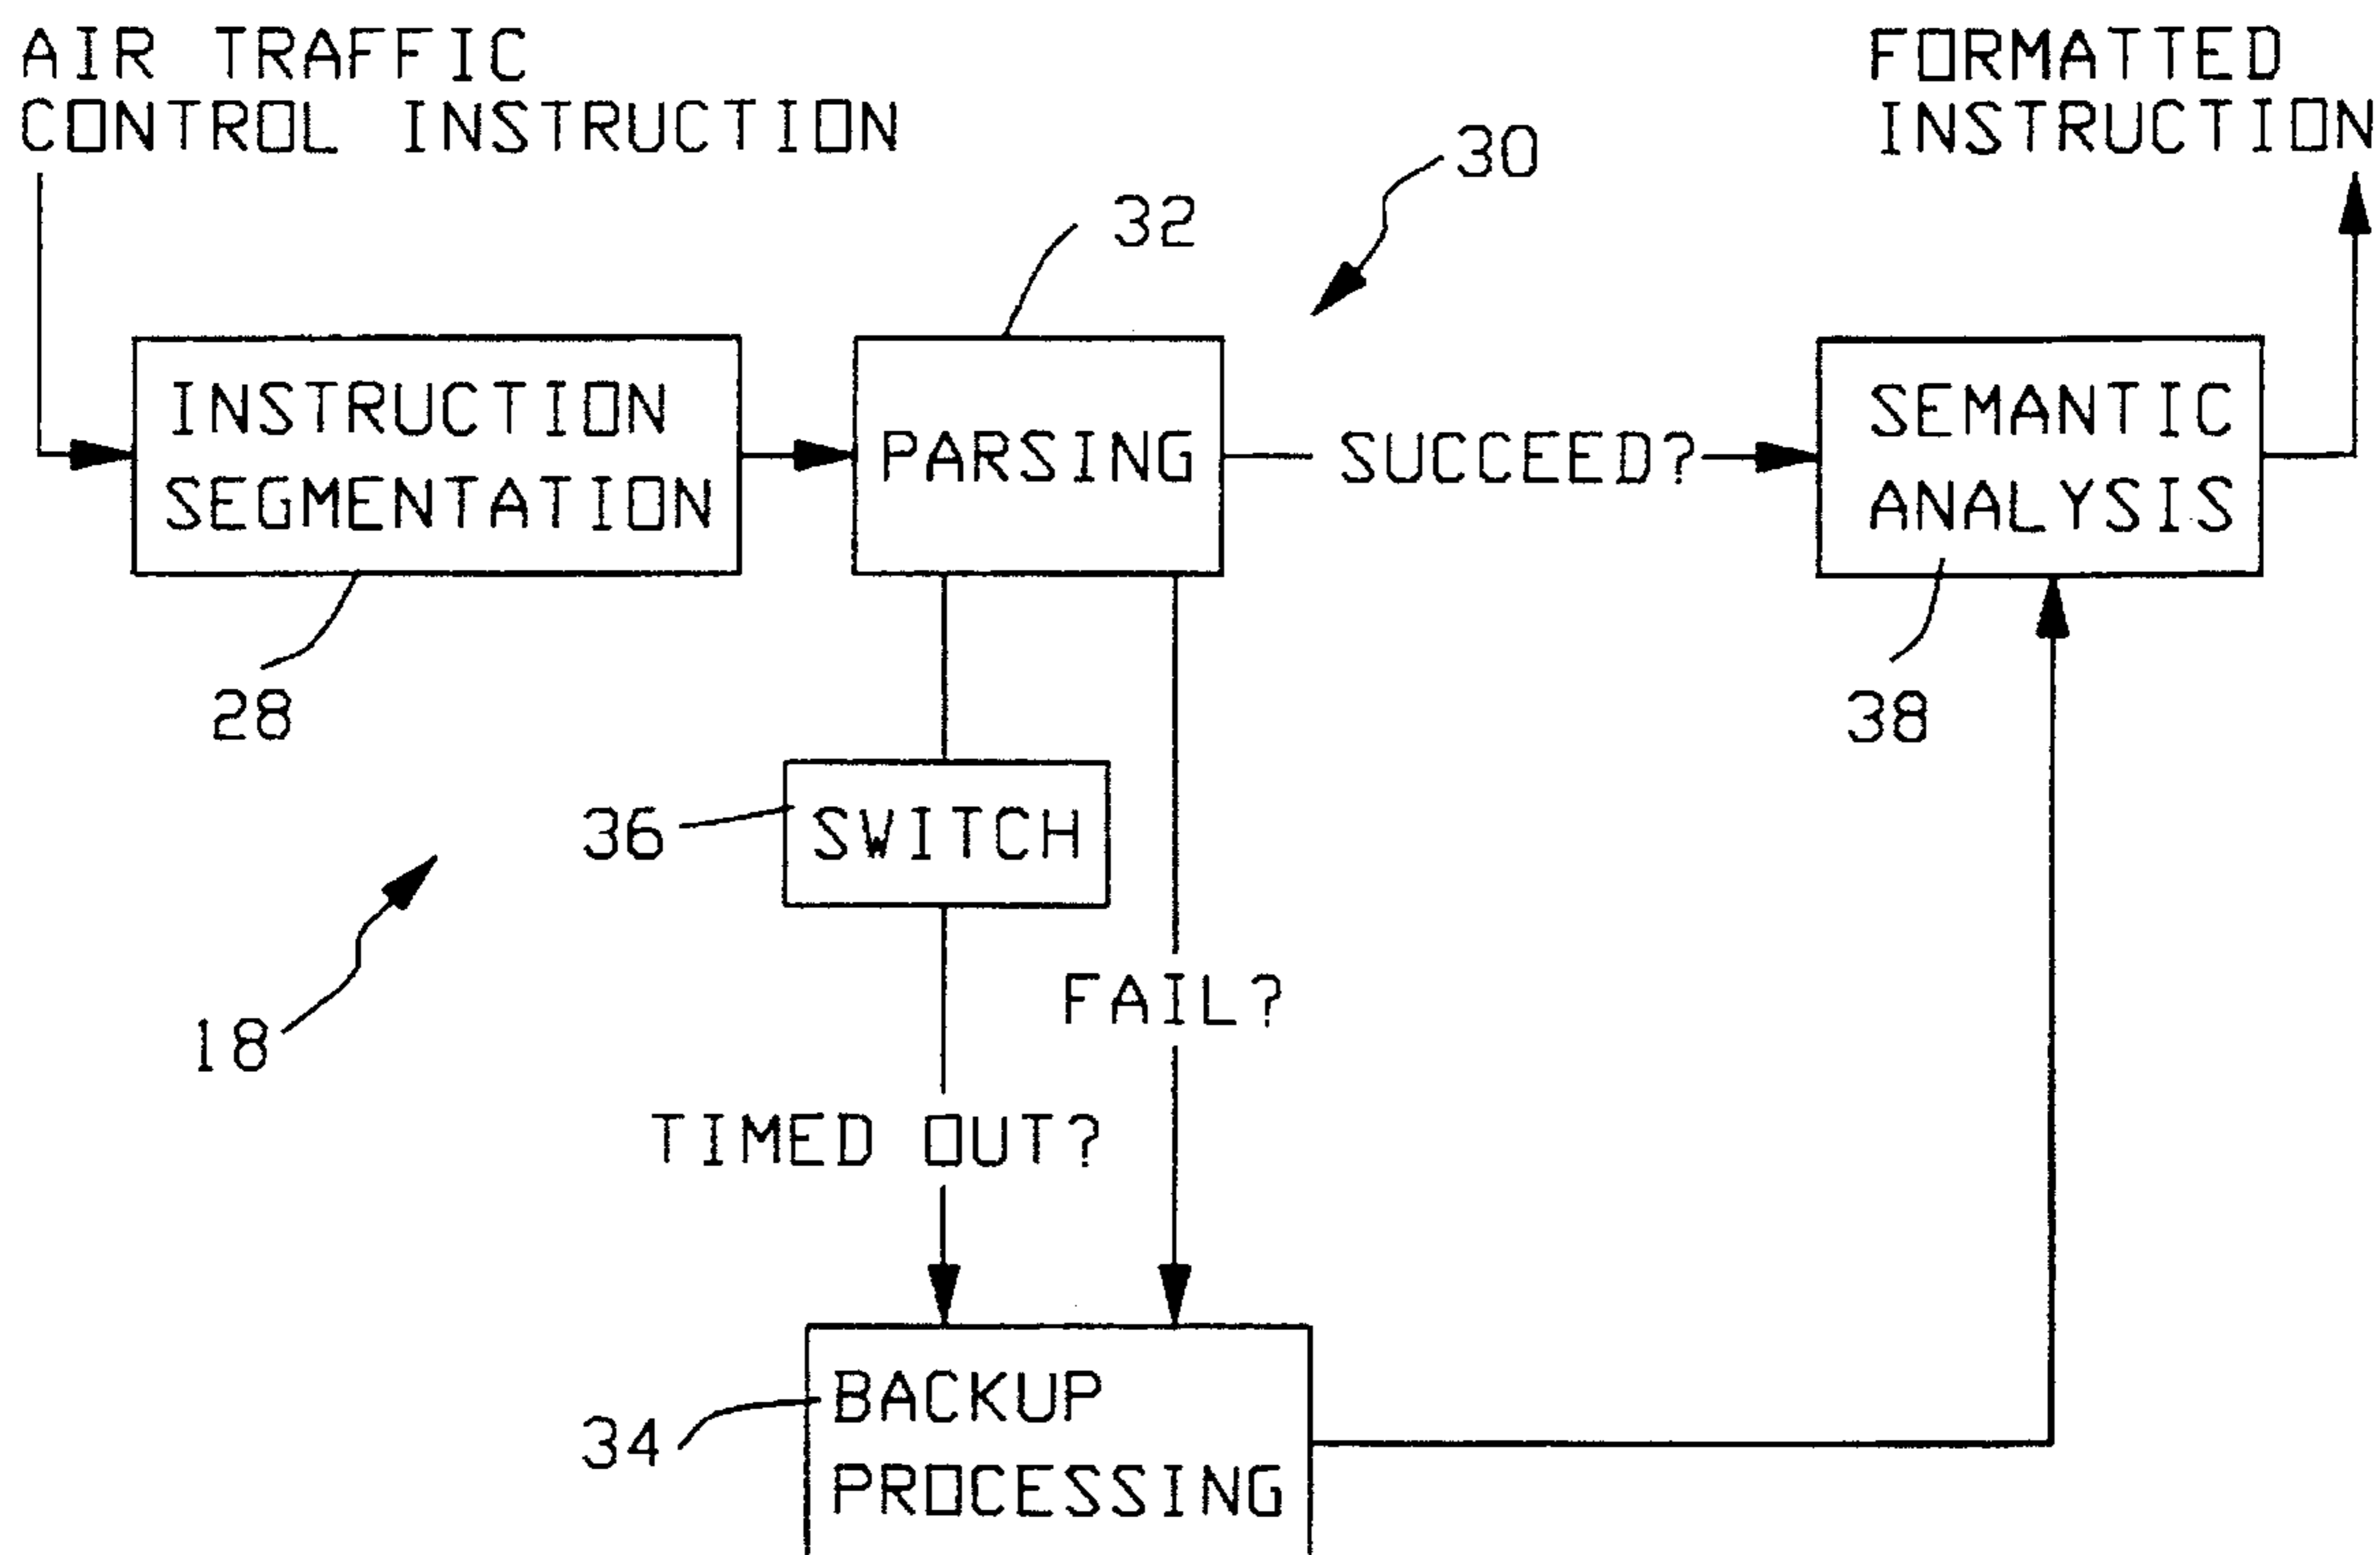 AIR TRAFFIC
CONTROL INSTRUCTION
FORMATTED
INSTRUCTION
30
32
INSTRUCTION
SEGMENTATION
PARSING
SUCCEED?
SEMANTIC
ANALYSIS
28
38
36
SWITCH
FAIL?
18
TIMED OUT?
34
BACKUP
PROCESSING